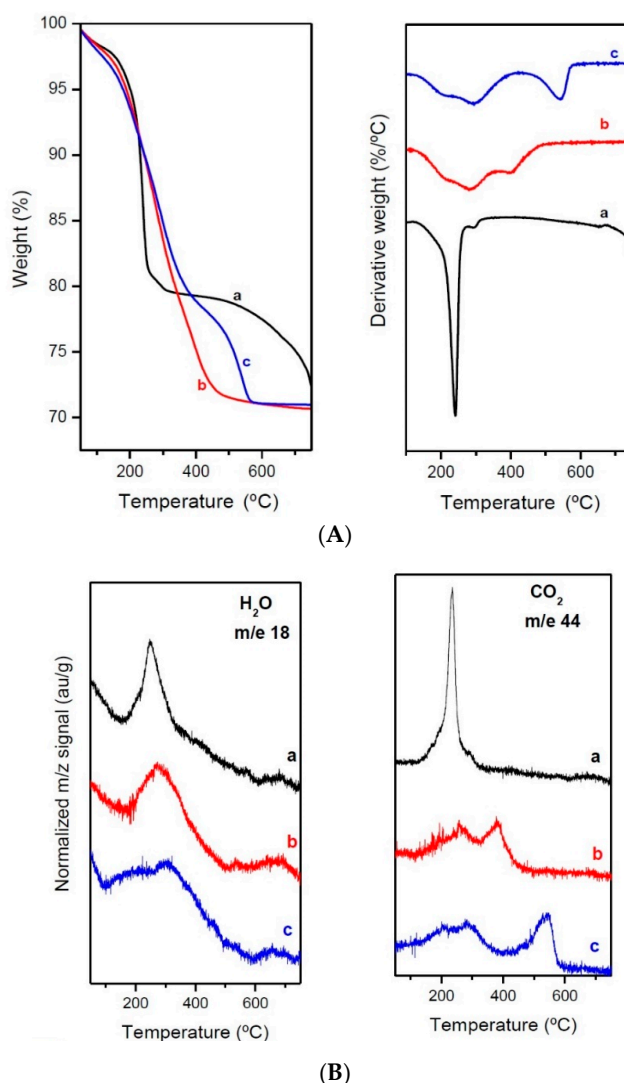 100
95
90
85
80
75
70
Weight (%)
a
b
c
200 400 600
Temperature (ºC)
Derivative weight (%/ºC)
c
b
a
200 400 600
Temperature (ºC)
(A)
Normalized m/z signal (au/g)
H₂O
m/e 18
a
b
c
200 400 600
Temperature (ºC)
CO₂
m/e 44
a
b
c
200 400 600
Temperature (ºC)
(B)